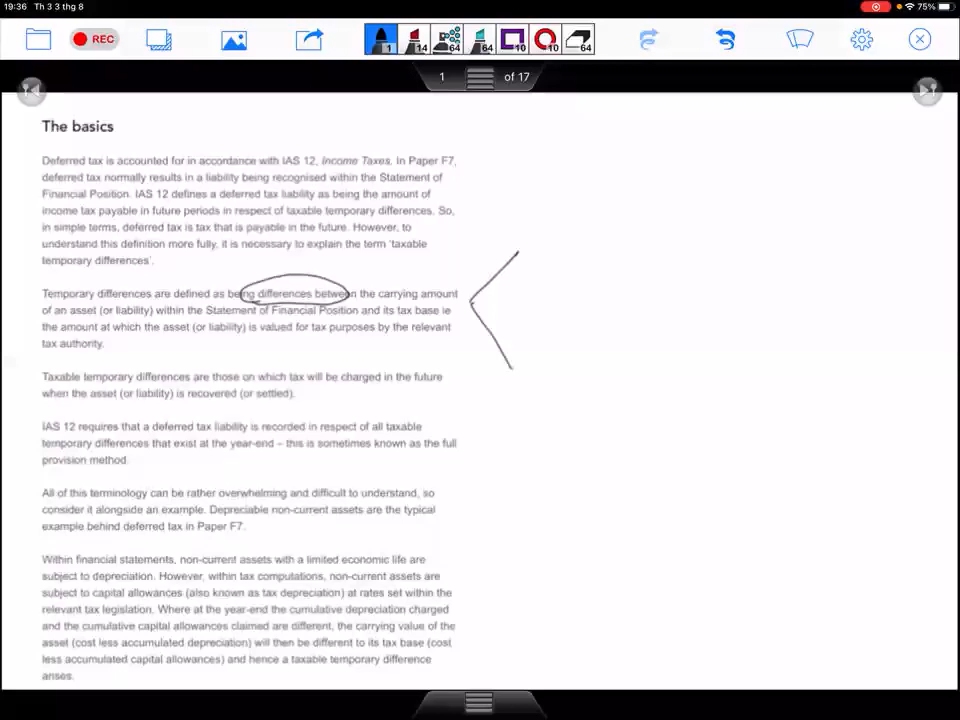 19:36 Th 3 3 thg 8
75%
REC
1
14
64
64
10
10
64
1 of 17
The basics
Deferred tax is accounted for in accordance with IAS 12, Income Taxes. In Paper F7,
deferred tax normally results in a liability being recognised within the Statement of
Financial Position. IAS 12 defines a deferred tax liability as being the amount of
income tax payable in future periods in respect of taxable temporary differences. So,
in simple terms, deferred tax is tax that is payable in the future. However, to
understand this definition more fully, it is necessary to explain the term ‘taxable
temporary differences’.
Temporary differences are defined as being differences between the carrying amount
of an asset (or liability) within the Statement of Financial Position and its tax base ie
the amount at which the asset (or liability) is valued for tax purposes by the relevant
tax authority.
Taxable temporary differences are those on which tax will be charged in the future
when the asset (or liability) is recovered (or settled).
IAS 12 requires that a deferred tax liability is recorded in respect of all taxable
temporary differences that exist at the year-end – this is sometimes known as the full
provision method.
All of this terminology can be rather overwhelming and difficult to understand, so
consider it alongside an example. Depreciable non-current assets are the typical
example behind deferred tax in Paper F7.
Within financial statements, non-current assets with a limited economic life are
subject to depreciation. However, within tax computations, non-current assets are
subject to capital allowances (also known as tax depreciation) at rates set within the
relevant tax legislation. Where at the year-end the cumulative depreciation charged
and the cumulative capital allowances claimed are different, the carrying value of the
asset (cost less accumulated depreciation) will then be different to its tax base (cost
less accumulated capital allowances) and hence a taxable temporary difference
arises.